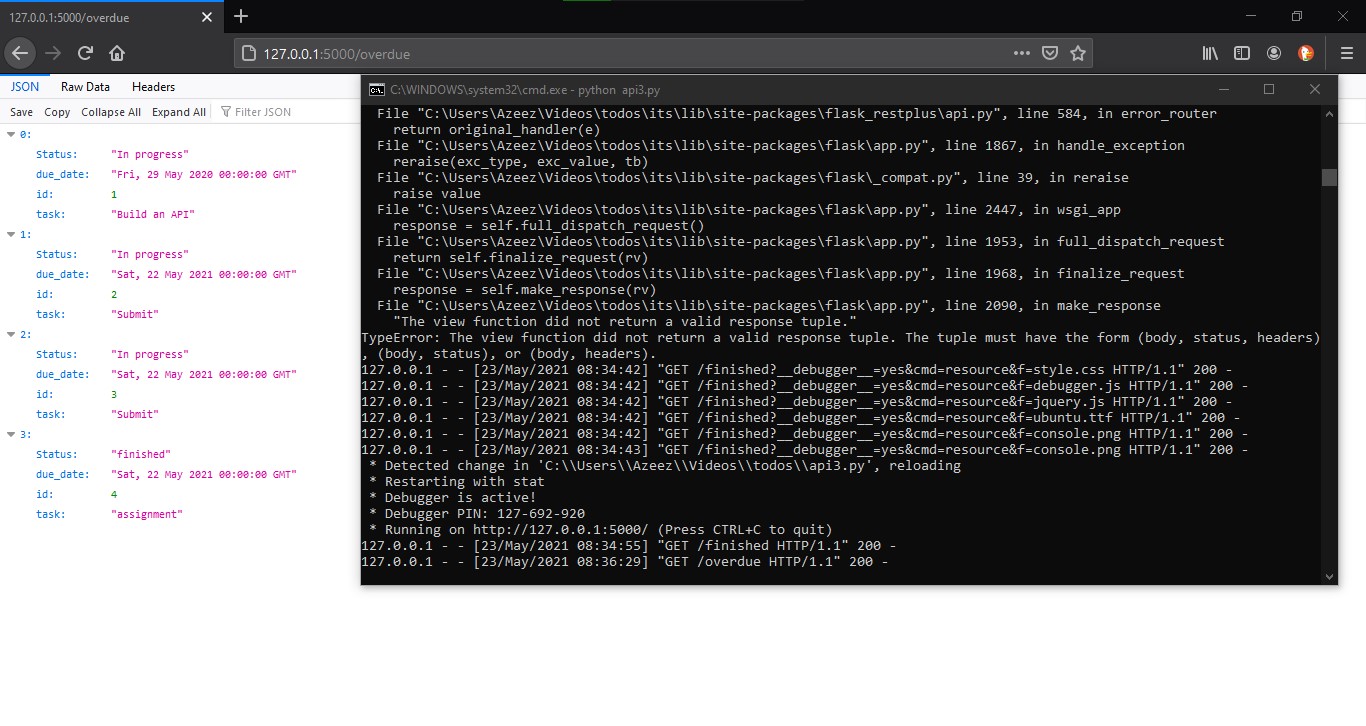 127.0.0.1:5000/overdue
127.0.0.1:5000/overdue
JSON Raw Data Headers
Save Copy Collapse All Expand All Filter JSON
0:
Status: "In progress"
due_date: "Fri, 29 May 2020 00:00:00 GMT"
id: 1
task: "Build an API"
1:
Status: "In progress"
due_date: "Sat, 22 May 2021 00:00:00 GMT"
id: 2
task: "Submit"
2:
Status: "In progress"
due_date: "Sat, 22 May 2021 00:00:00 GMT"
id: 3
task: "Submit"
3:
Status: "finished"
due_date: "Sat, 22 May 2021 00:00:00 GMT"
id: 4
task: "assignment"
C:\WINDOWS\system32\cmd.exe - python api3.py
File "C:\Users\Azeez\Videos\todos\its\lib\site-packages\flask_restplus\api.py", line 584, in error_router
return original_handler(e)
File "C:\Users\Azeez\Videos\todos\its\lib\site-packages\flask\app.py", line 1867, in handle_exception
reraise(exc_type, exc_value, tb)
File "C:\Users\Azeez\Videos\todos\its\lib\site-packages\flask\_compat.py", line 39, in reraise
raise value
File "C:\Users\Azeez\Videos\todos\its\lib\site-packages\flask\app.py", line 2447, in wsgi_app
response = self.full_dispatch_request()
File "C:\Users\Azeez\Videos\todos\its\lib\site-packages\flask\app.py", line 1953, in full_dispatch_request
return self.finalize_request(rv)
File "C:\Users\Azeez\Videos\todos\its\lib\site-packages\flask\app.py", line 1968, in finalize_request
response = self.make_response(rv)
File "C:\Users\Azeez\Videos\todos\its\lib\site-packages\flask\app.py", line 2090, in make_response
"The view function did not return a valid response tuple."
TypeError: The view function did not return a valid response tuple. The tuple must have the form (body, status, headers)
, (body, status), or (body, headers).
127.0.0.1 - - [23/May/2021 08:34:42] "GET /finished?__debugger__=yes&cmd=resource&f=style.css HTTP/1.1" 200 -
127.0.0.1 - - [23/May/2021 08:34:42] "GET /finished?__debugger__=yes&cmd=resource&f=debugger.js HTTP/1.1" 200 -
127.0.0.1 - - [23/May/2021 08:34:42] "GET /finished?__debugger__=yes&cmd=resource&f=jquery.js HTTP/1.1" 200 -
127.0.0.1 - - [23/May/2021 08:34:42] "GET /finished?__debugger__=yes&cmd=resource&f=ubuntu.ttf HTTP/1.1" 200 -
127.0.0.1 - - [23/May/2021 08:34:42] "GET /finished?__debugger__=yes&cmd=resource&f=console.png HTTP/1.1" 200 -
127.0.0.1 - - [23/May/2021 08:34:43] "GET /finished?__debugger__=yes&cmd=resource&f=console.png HTTP/1.1" 200 -
* Detected change in 'C:\\Users\\Azeez\\Videos\\todos\\api3.py', reloading
* Restarting with stat
* Debugger is active!
* Debugger PIN: 127-692-920
* Running on http://127.0.0.1:5000/ (Press CTRL+C to quit)
127.0.0.1 - - [23/May/2021 08:34:55] "GET /finished HTTP/1.1" 200 -
127.0.0.1 - - [23/May/2021 08:36:29] "GET /overdue HTTP/1.1" 200 -